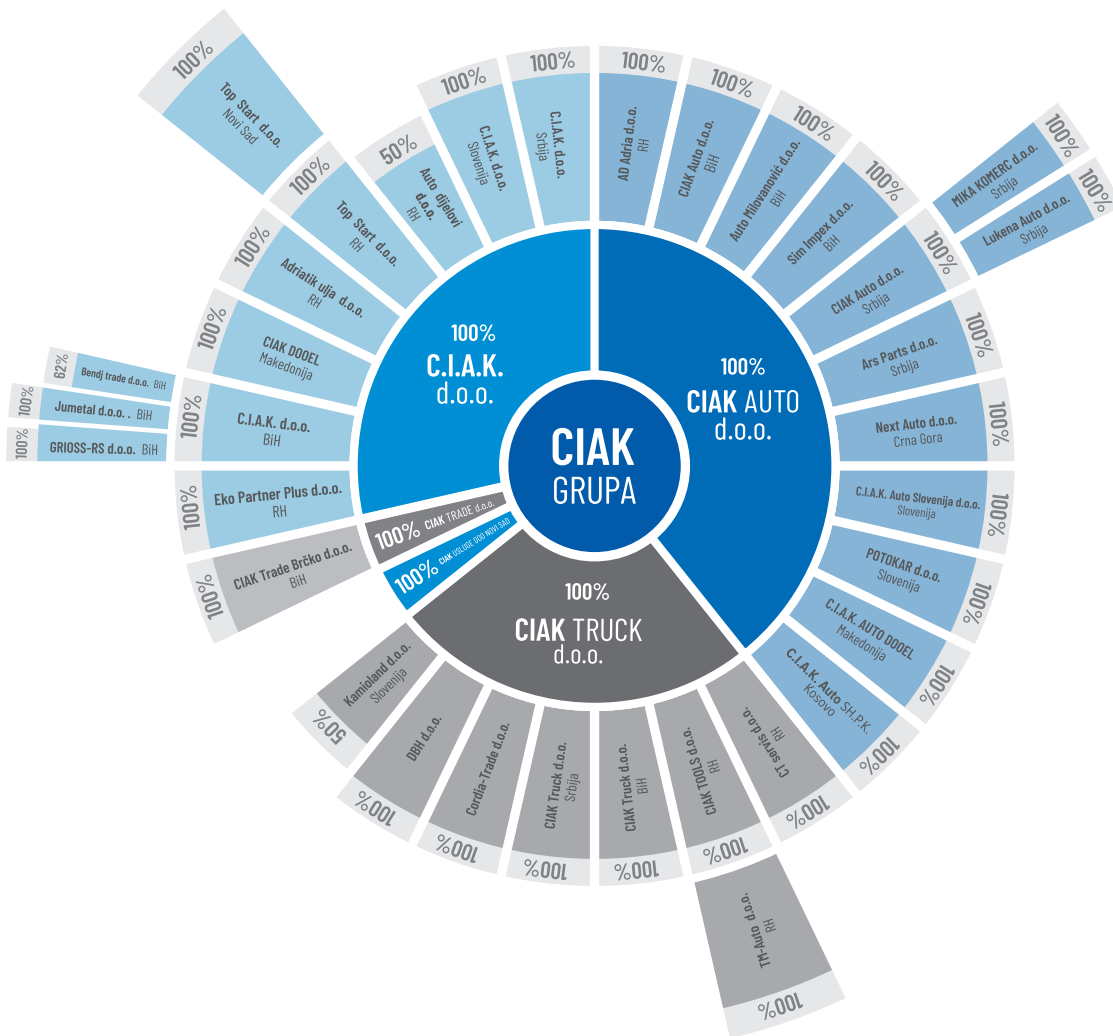 CIAK
GRUPA
100%
CIAK AUTO
d.o.o.
100%
AD Adria d.o.o.
RH
100%
CIAK Auto d.o.o.
BiH
100%
Auto Milovanović d.o.o.
BiH
100%
Sim Impex d.o.o.
BiH
100%
CIAK Auto d.o.o.
Srbija
100%
MIKA KOMERC d.o.o.
Srbija
100%
Lukena Auto d.o.o.
Srbija
100%
Ars Parts d.o.o.
Srbija
100%
Next Auto d.o.o.
Crna Gora
100%
C.I.A.K. Auto Slovenija d.o.o.
Slovenija
100%
POTOKAR d.o.o.
Slovenija
100%
C.I.A.K. AUTO DOOEL
Makedonija
100%
C.I.A.K. Auto SH.P.K.
Kosovo
100%
100%
CIAK TRUCK
d.o.o.
CT servis d.o.o.
RH
100%
CIAK TOOLS d.o.o.
RH
100%
TM-Auto d.o.o.
RH
100%
CIAK Truck d.o.o.
BiH
100%
CIAK Truck d.o.o.
Srbija
100%
Cordia-Trade d.o.o.
100%
DBH d.o.o.
100%
Kamioland d.o.o.
Slovenija
50%
100% CIAK USLUGE DOO NOVI SAD
100% CIAK TRADE d.o.o.
CIAK Trade Brčko d.o.o.
BiH
100%
100%
C.I.A.K.
d.o.o.
Eko Partner Plus d.o.o.
RH
100%
C.I.A.K. d.o.o.
BiH
100%
GRIOSS-RS d.o.o. BiH
100%
Jumetal d.o.o. . BiH
100%
Bendj trade d.o.o. BiH
62%
CIAK DOOEL
Makedonija
100%
Adriatik ulja d.o.o.
RH
100%
Top Start d.o.o.
RH
100%
Top Start d.o.o.
Novi Sad
100%
Auto dijelovi
d.o.o.
RH
50%
C.I.A.K. d.o.o.
Slovenija
100%
C.I.A.K. d.o.o.
Srbija
100%